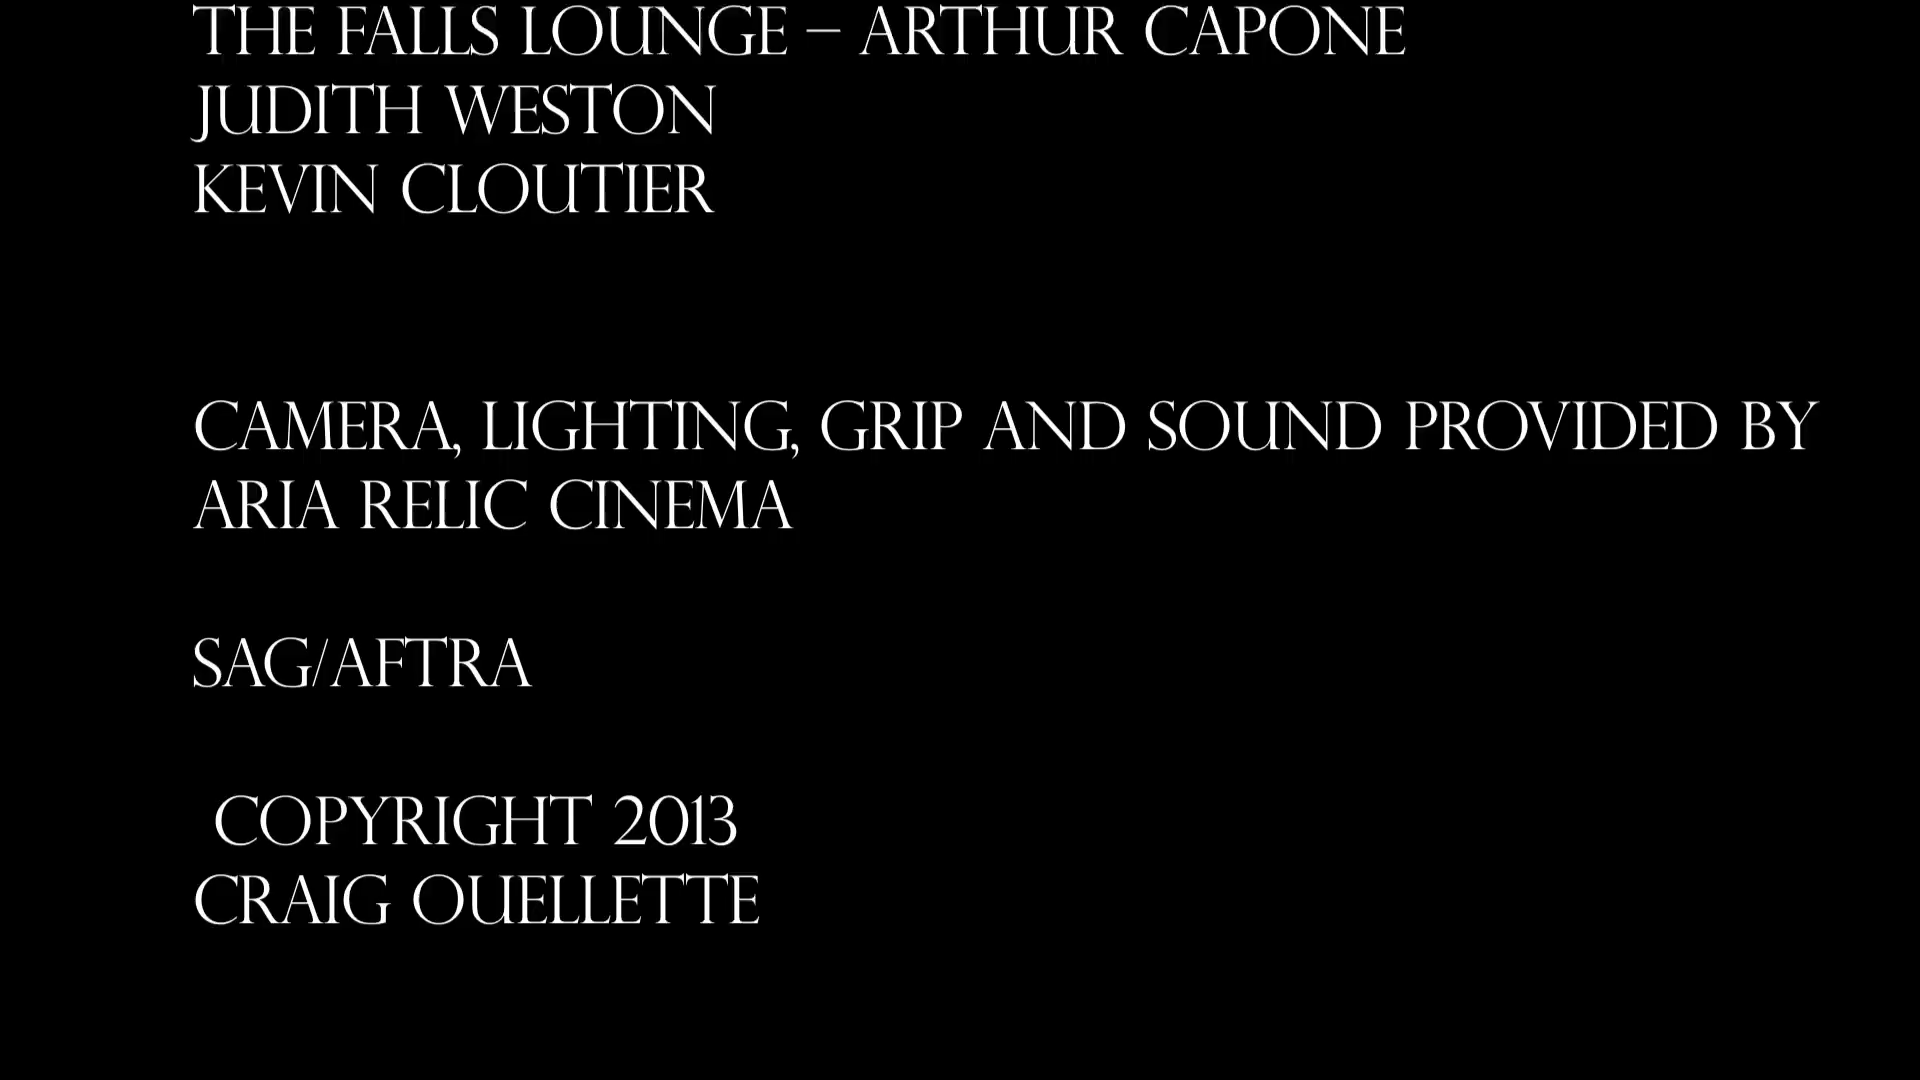 THE FALLS LOUNGE – ARTHUR CAPONE
JUDITH WESTON
KEVIN CLOUTIER
CAMERA, LIGHTING, GRIP AND SOUND PROVIDED BY
ARIA RELIC CINEMA
SAG/AFTRA
COPYRIGHT 2013
CRAIG OUELLETTE